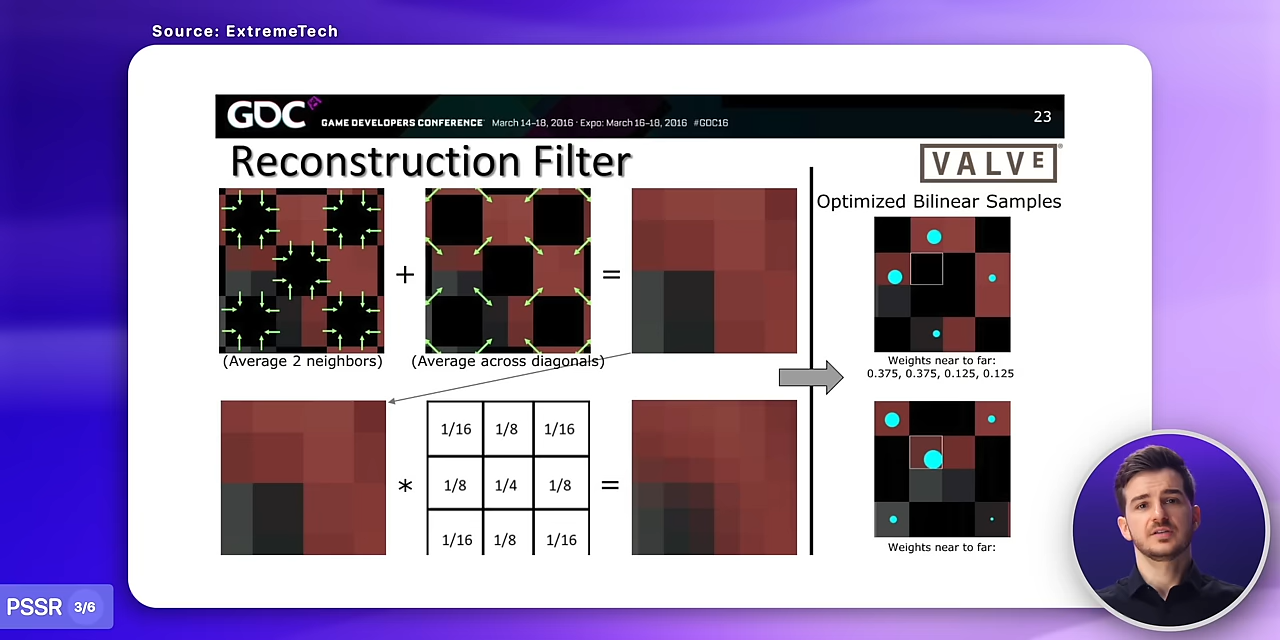 Source: ExtremeTech
GDC GAME DEVELOPERS CONFERENCE March 14-18, 2016 · Expo: March 16-18, 2016 #GDC16
23
Reconstruction Filter
VALVE®
Optimized Bilinear Samples
+
=
(Average 2 neighbors)
(Average across diagonals)
Weights near to far:
0.375, 0.375, 0.125, 0.125
1/16 1/8 1/16
*
1/8 1/4 1/8
=
1/16 1/8 1/16
Weights near to far:
PSSR 3/6